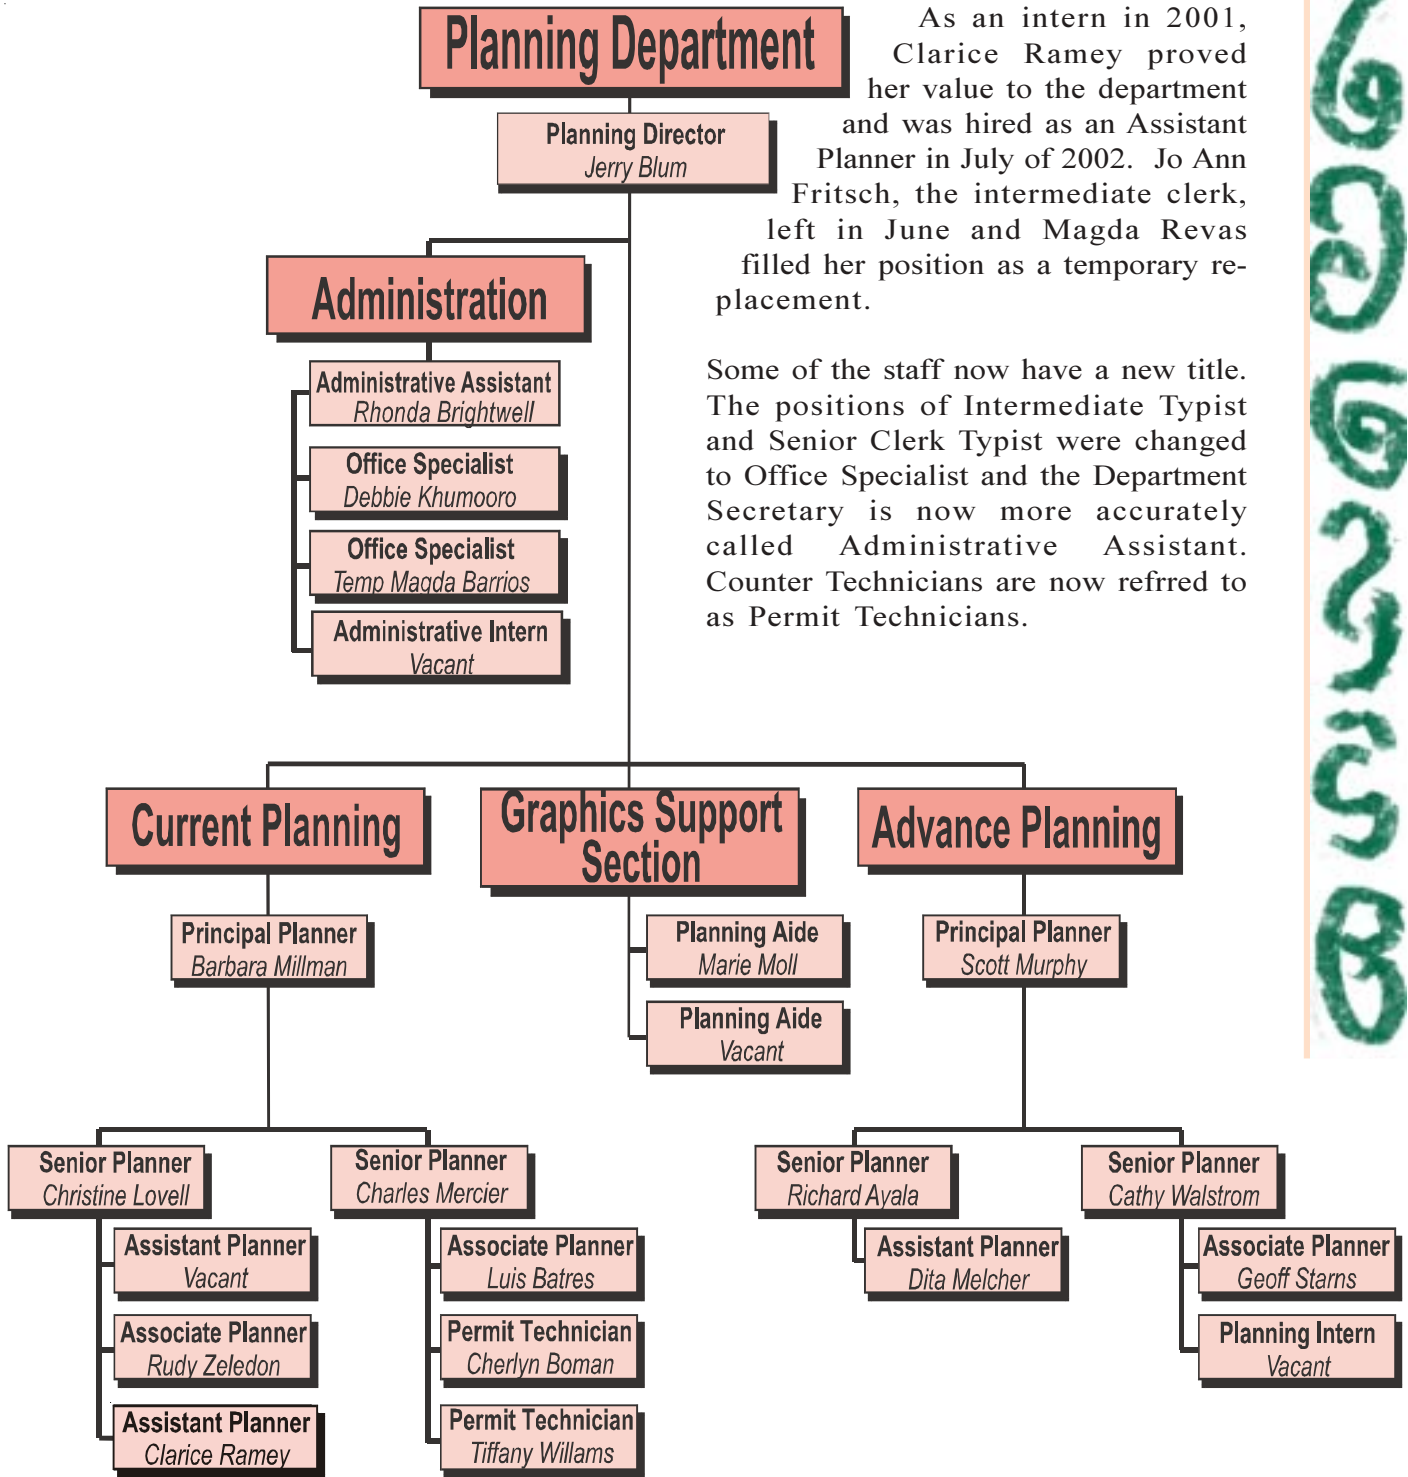 Planning Department
Planning Director
Jerry Blum
As an intern in 2001,
Clarice Ramey proved
her value to the department
and was hired as an Assistant
Planner in July of 2002. Jo Ann
Fritsch, the intermediate clerk,
left in June and Magda Revas
filled her position as a temporary re-
placement.
Some of the staff now have a new title.
The positions of Intermediate Typist
and Senior Clerk Typist were changed
to Office Specialist and the Department
Secretary is now more accurately
called Administrative Assistant.
Counter Technicians are now refrred to
as Permit Technicians.
Administration
Administrative Assistant
Rhonda Brightwell
Office Specialist
Debbie Khumooro
Office Specialist
Temp Magda Barrios
Administrative Intern
Vacant
Current Planning
Principal Planner
Barbara Millman
Senior Planner
Christine Lovell
Assistant Planner
Vacant
Associate Planner
Rudy Zeledon
Assistant Planner
Clarice Ramey
Senior Planner
Charles Mercier
Associate Planner
Luis Batres
Permit Technician
Cherlyn Boman
Permit Technician
Tiffany Willams
Graphics Support
Section
Planning Aide
Marie Moll
Planning Aide
Vacant
Advance Planning
Principal Planner
Scott Murphy
Senior Planner
Richard Ayala
Assistant Planner
Dita Melcher
Senior Planner
Cathy Walstrom
Associate Planner
Geoff Starns
Planning Intern
Vacant